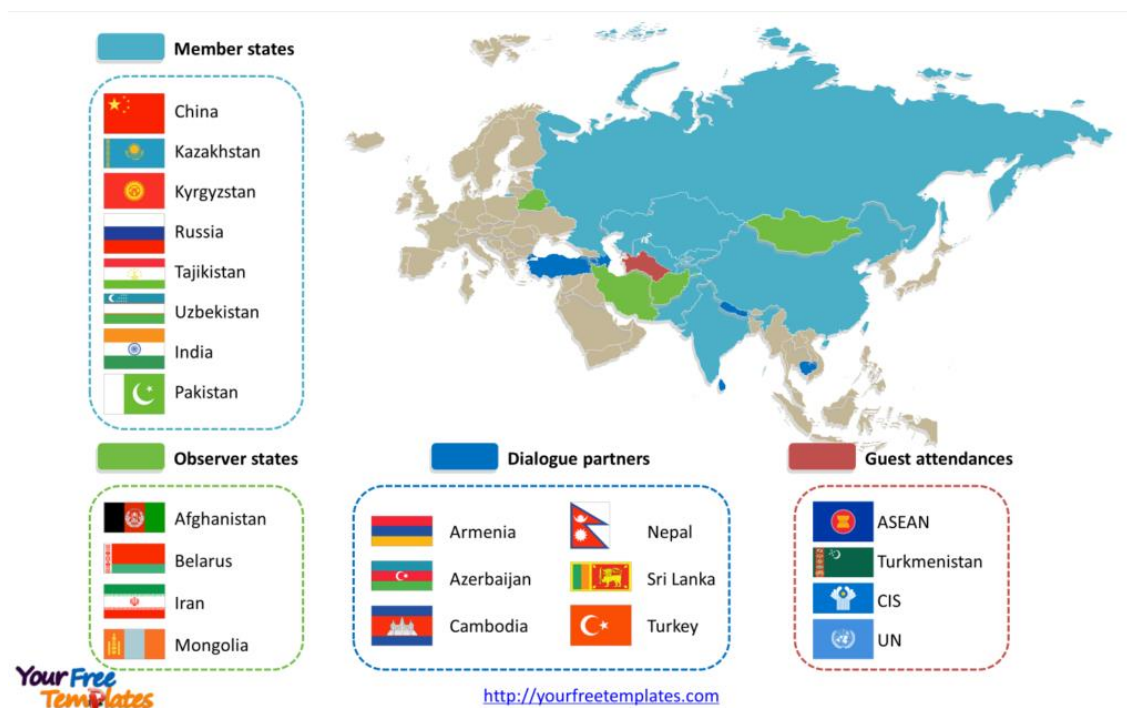 Member states
China
Kazakhstan
Kyrgyzstan
Russia
Tajikistan
Uzbekistan
India
Pakistan
Observer states
Afghanistan
Belarus
Iran
Mongolia
Dialogue partners
Armenia
Azerbaijan
Cambodia
Nepal
Sri Lanka
Turkey
Guest attendances
ASEAN
Turkmenistan
CIS
UN
Your Free
Templates
http://yourfreetemplates.com